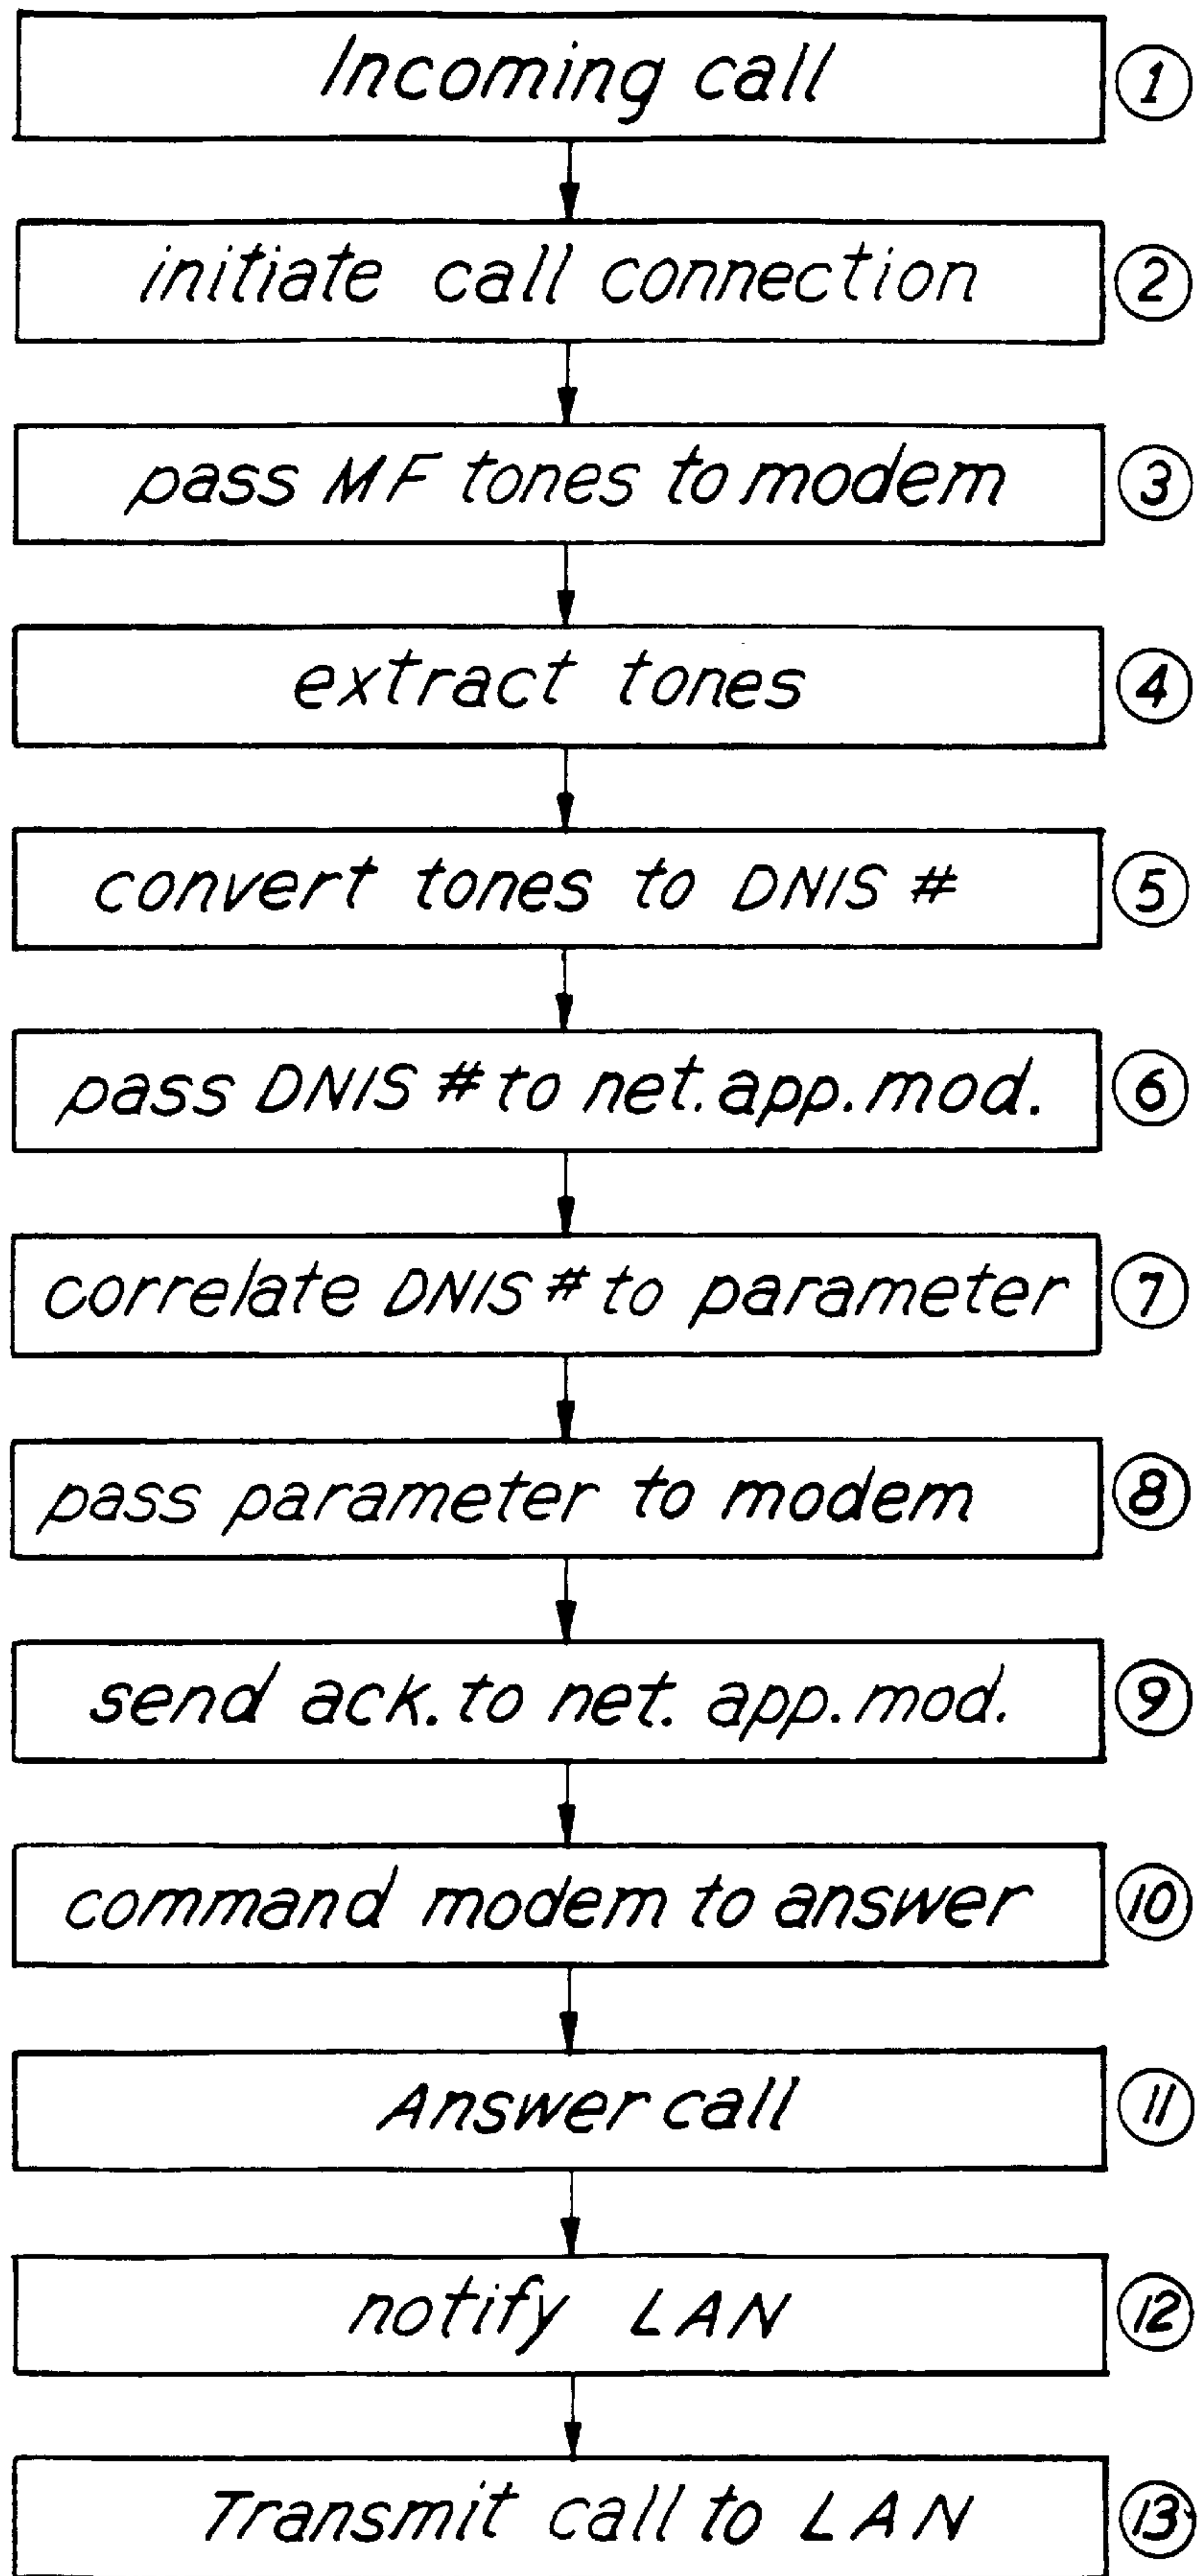 Incoming call ①
initiate call connection ②
pass MF tones to modem ③
extract tones ④
convert tones to DNIS # ⑤
pass DNIS # to net. app. mod. ⑥
correlate DNIS # to parameter ⑦
pass parameter to modem ⑧
send ack. to net. app. mod. ⑨
command modem to answer ⑩
Answer call ⑪
notify LAN ⑫
Transmit call to LAN ⑬